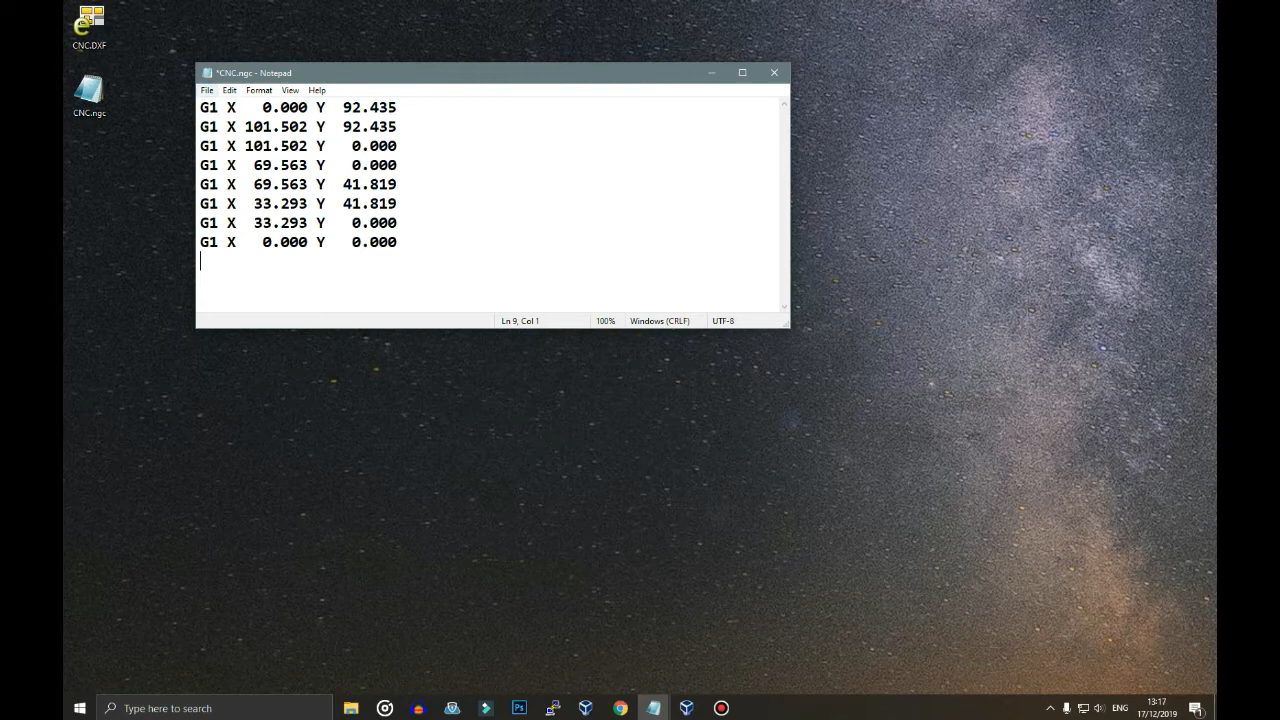 CNC.DXF
CNC.ngc
*CNC.ngc - Notepad
File Edit Format View Help
G1 X 0.000 Y 92.435
G1 X 101.502 Y 92.435
G1 X 101.502 Y 0.000
G1 X 69.563 Y 0.000
G1 X 69.563 Y 41.819
G1 X 33.293 Y 41.819
G1 X 33.293 Y 0.000
G1 X 0.000 Y 0.000
Ln 9, Col 1 100% Windows (CRLF) UTF-8
Type here to search
Ps
ENG
13:17
17/12/2019
1